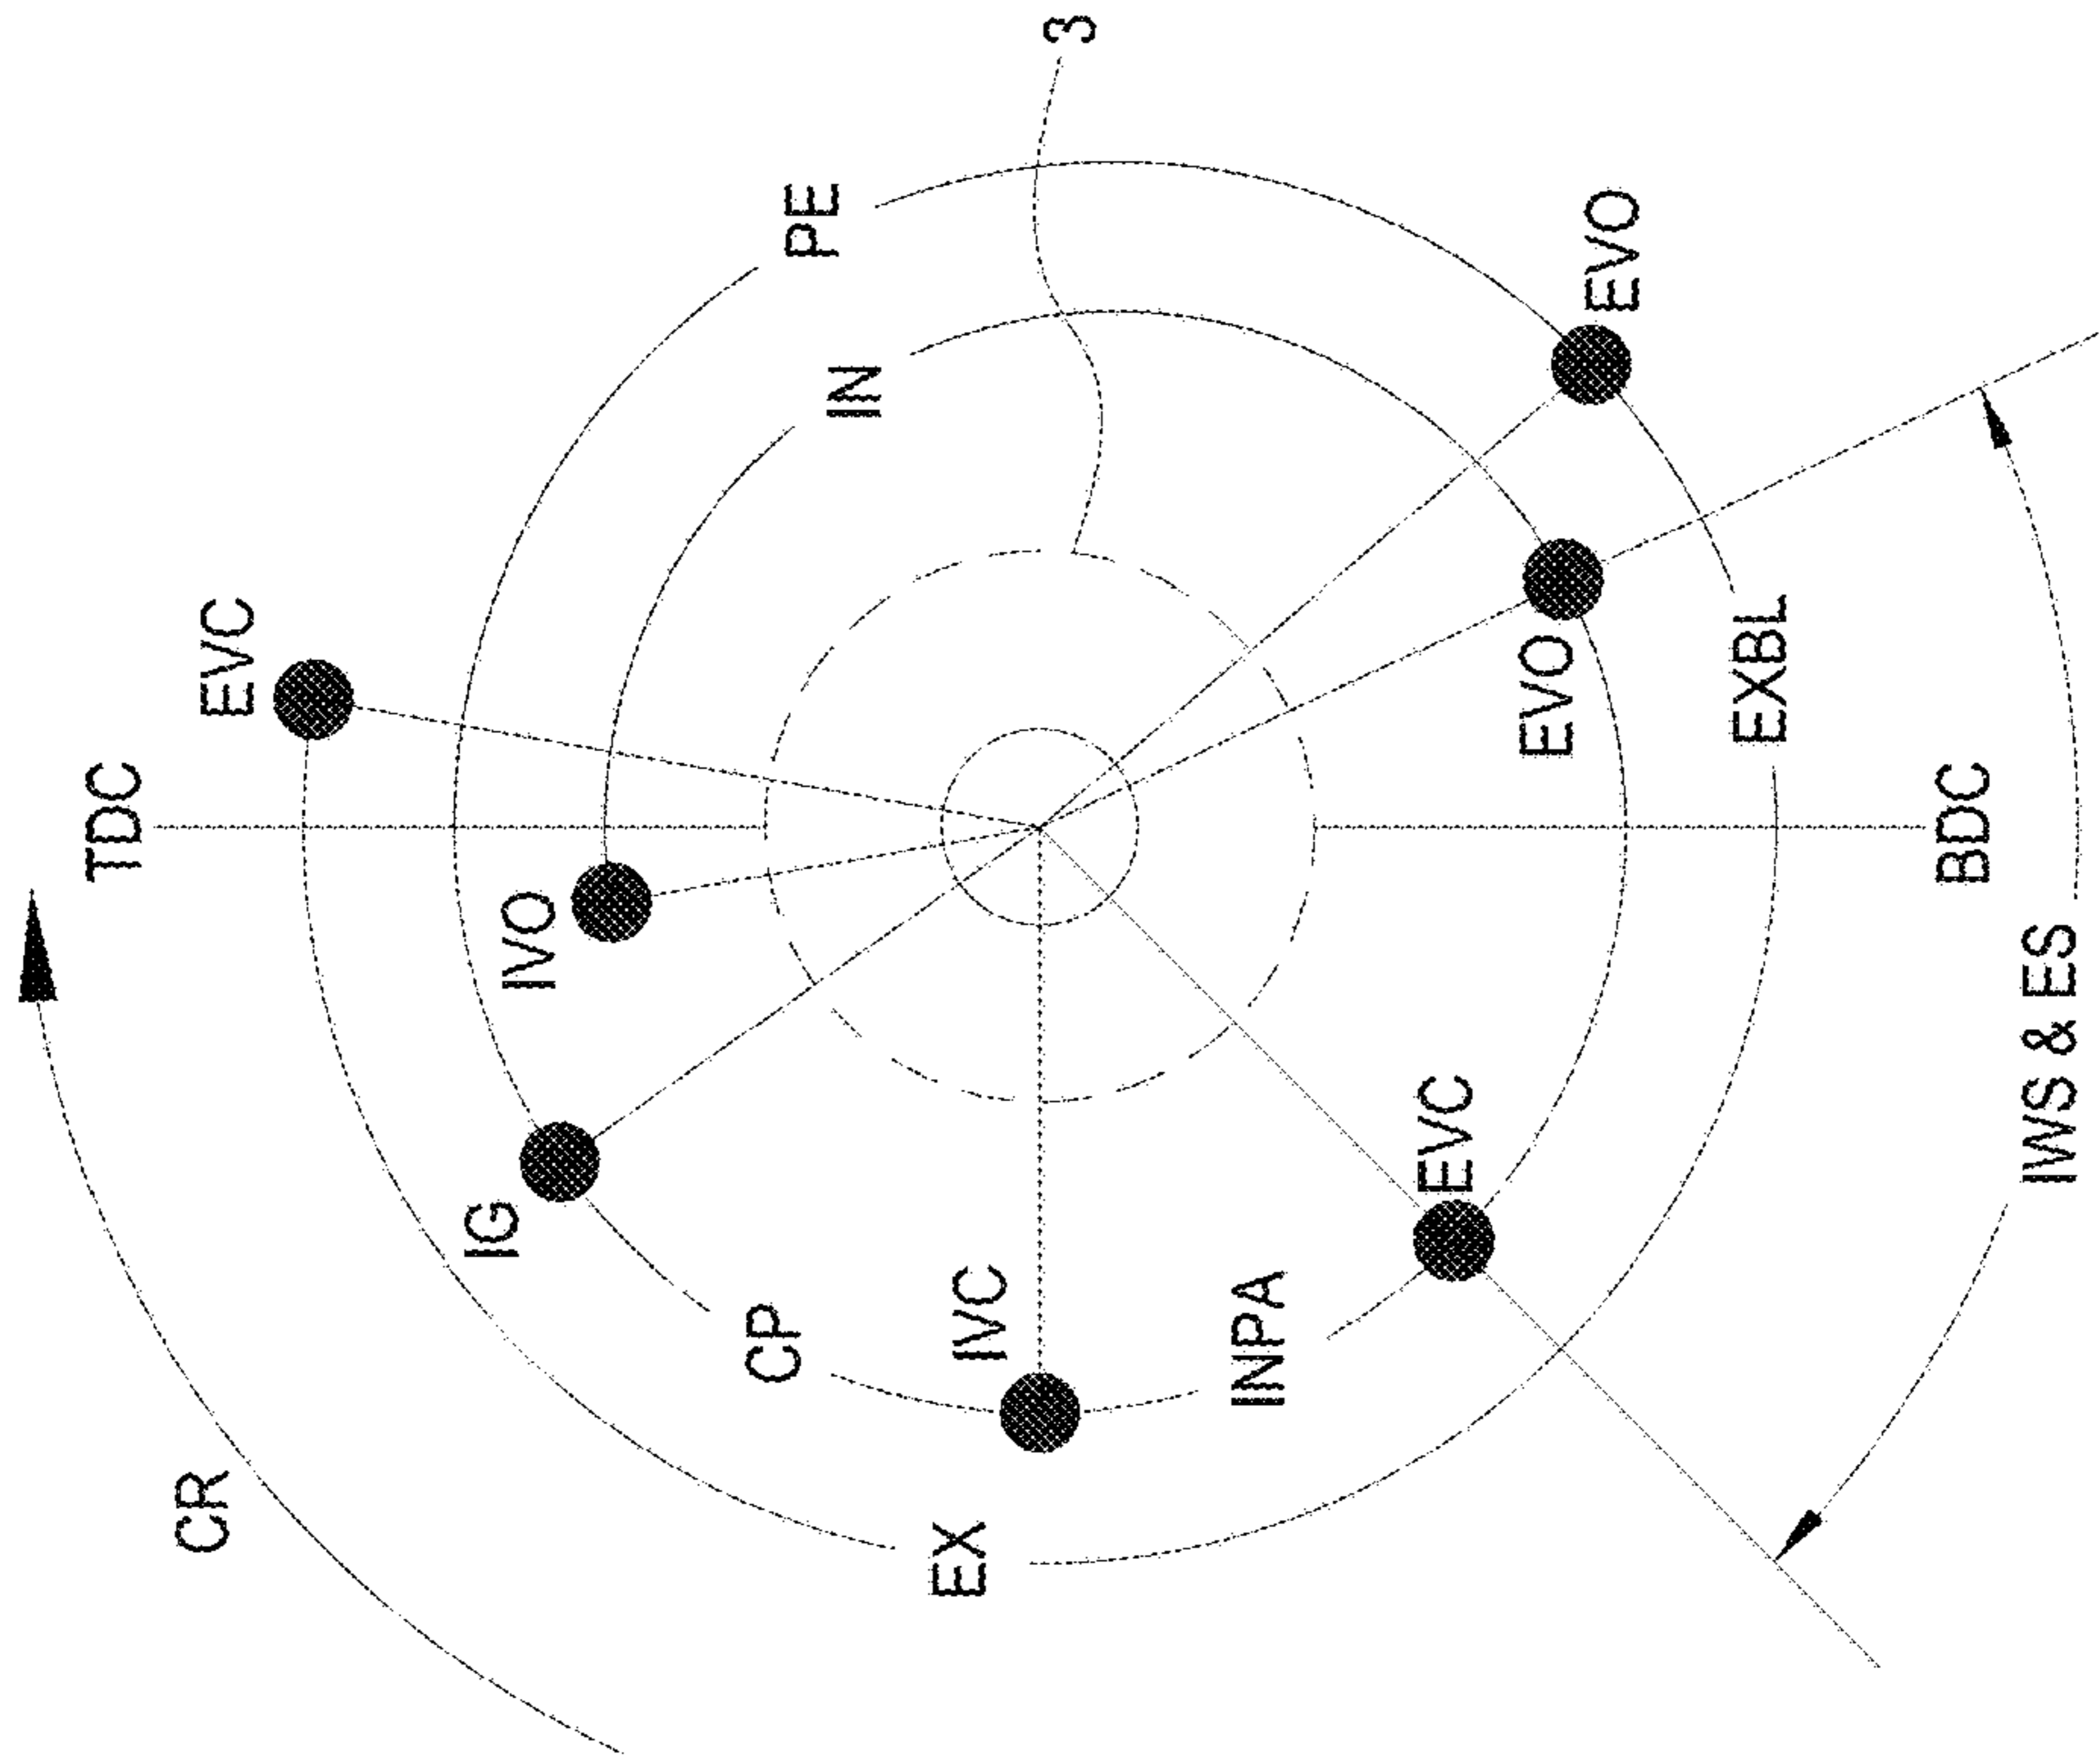 3
PE
IN
EVO
EVC
TDC
EVO
EXBL
BDC
IVO
IWS & ES
IG
EVC
CP
IVC
INPA
CR
EX